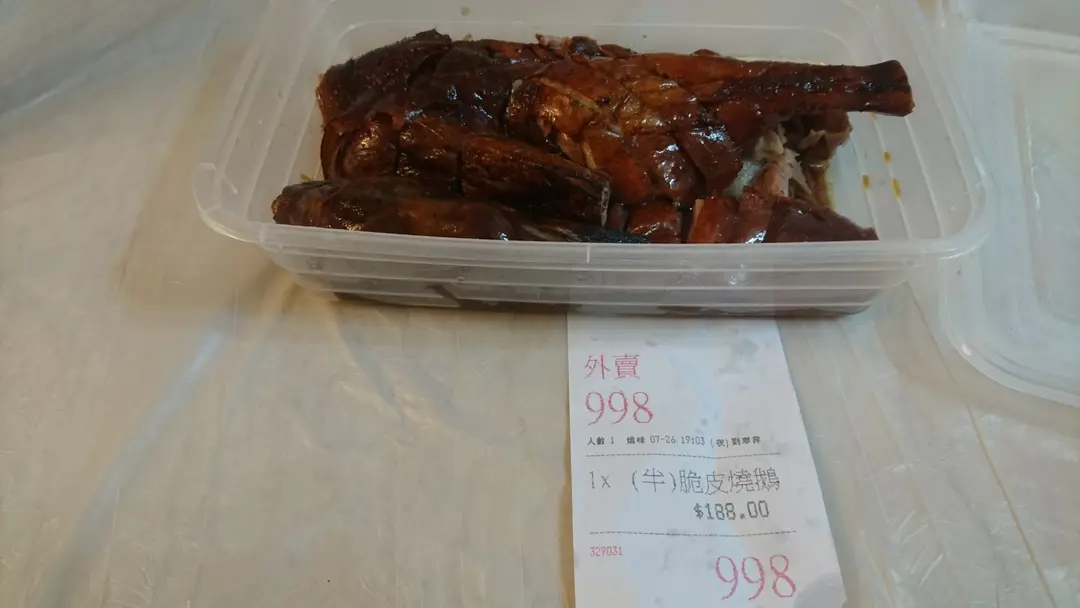 外賣
998
人數 1 燒味 07-26 19:03 (夜)
1x (半)脆皮燒鵝
$188.00
329031
998